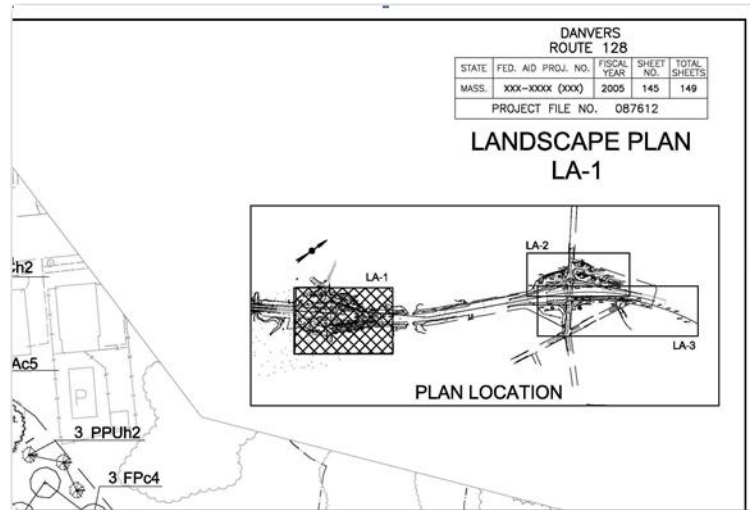 DANVERS
ROUTE 128
STATE FED. AID PROJ. NO. FISCAL YEAR SHEET NO. TOTAL SHEETS
MASS. XXX-XXXX (XXX) 2005 145 149
PROJECT FILE NO. 087612
LANDSCAPE PLAN
LA-1
LA-2
LA-1
LA-3
PLAN LOCATION
h2
Ac5
P
3 PPUh2
3 FPc4